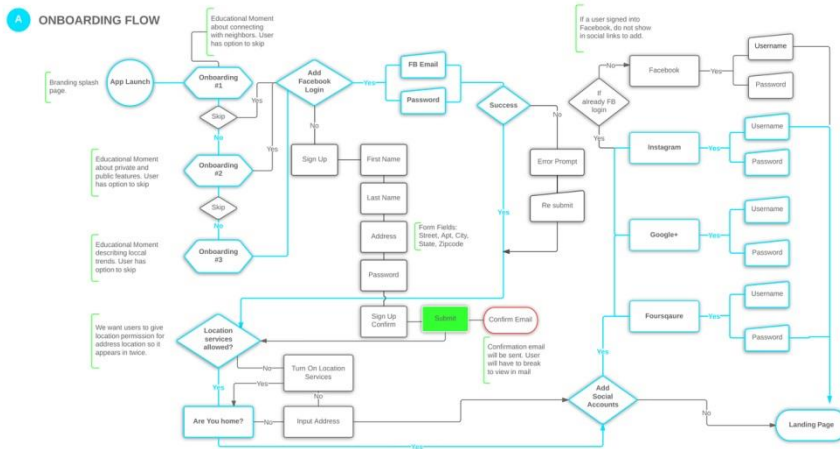 A ONBOARDING FLOW
Educational Moment
about connecting
with neighbors. User
has option to skip
Branding splash
page.
App Launch
Onboarding
#1
Skip
Yes
No
Educational Moment
about private and
public features. User
has option to skip
Onboarding
#2
Yes
Skip
No
Educational Moment
describing loccal
trends. User has
option to skip
Onboarding
#3
Add
Facebook
Login
Yes
FB Email
Password
Success
No
Error Prompt
Re submit
Yes
No
Sign Up
First Name
Last Name
Address
Form Fields:
Street, Apt, City,
State, Zipcode
Password
Sign Up
Confirm
Submit
Confirm Email
Confirmation email
will be sent. User
will have to break
to view in mail
We want users to give
location permission for
address location so it
appears in twice.
Location
services
allowed?
No
Turn On Location
Services
Yes
No
Yes
Are You home?
No
Input Address
Yes
Add
Social
Accounts
Yes
No
Landing Page
If a user signed into
Facebook, do not show
in social links to add.
If
already FB
login
No
Facebook
Yes
Username
Password
Yes
Instagram
Yes
Username
Password
Google+
Yes
Username
Password
Foursqaure
Yes
Username
Password